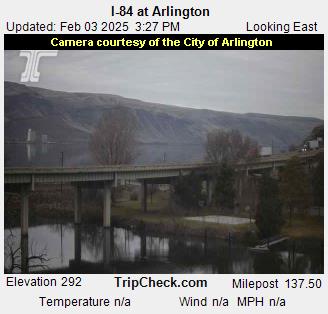 I-84 at Arlington
Updated: Feb 03 2025 3:27 PM Looking East
Camera courtesy of the City of Arlington
Elevation 292 TripCheck.com Milepost 137.50
Temperature n/a Wind n/a MPH n/a